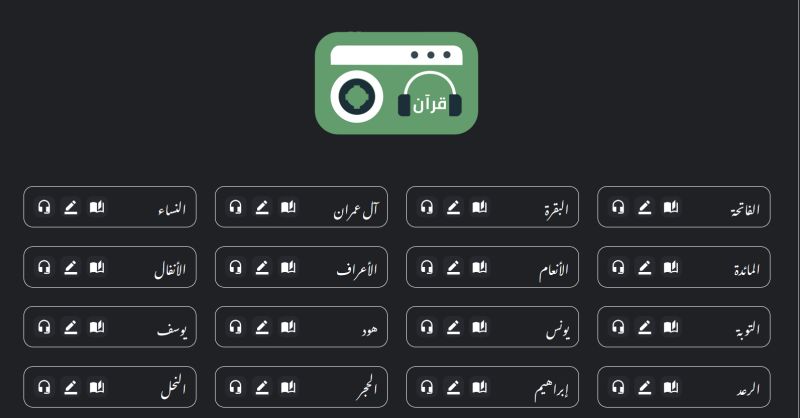 قرآن
الفاتحة
البقرة
آل عمران
النساء
المائدة
الأنعام
الأعراف
الأنفال
التوبة
يونس
هود
يوسف
الرعد
إبراهيم
الحجر
النحل